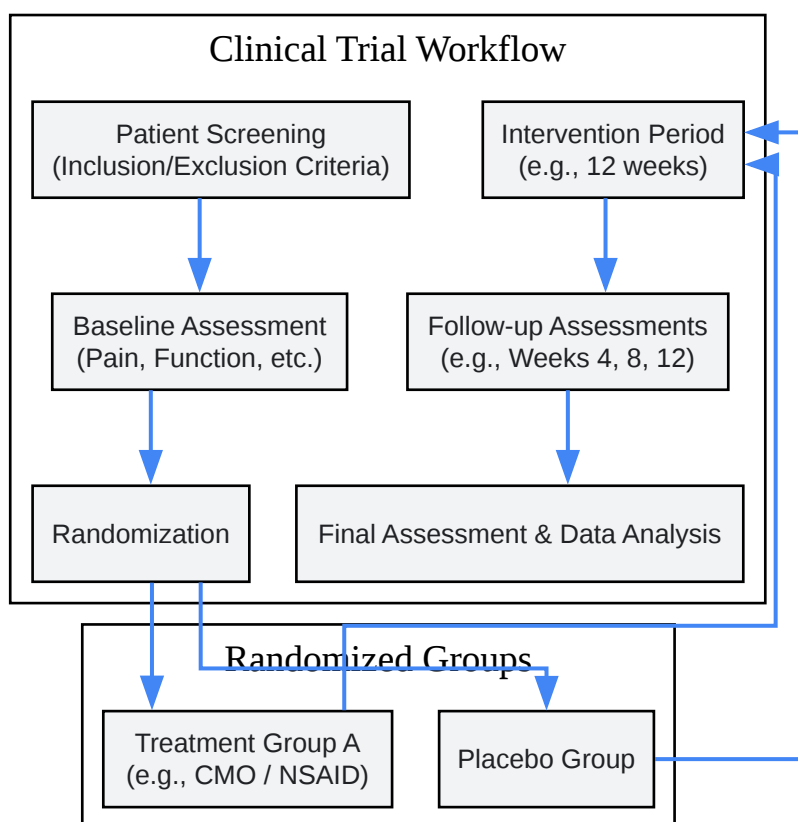 Clinical Trial Workflow
Patient Screening
(Inclusion/Exclusion Criteria)
Intervention Period
(e.g., 12 weeks)
Baseline Assessment
(Pain, Function, etc.)
Follow-up Assessments
(e.g., Weeks 4, 8, 12)
Randomization
Final Assessment & Data Analysis
Randomized Groups
Treatment Group A
(e.g., CMO / NSAID)
Placebo Group